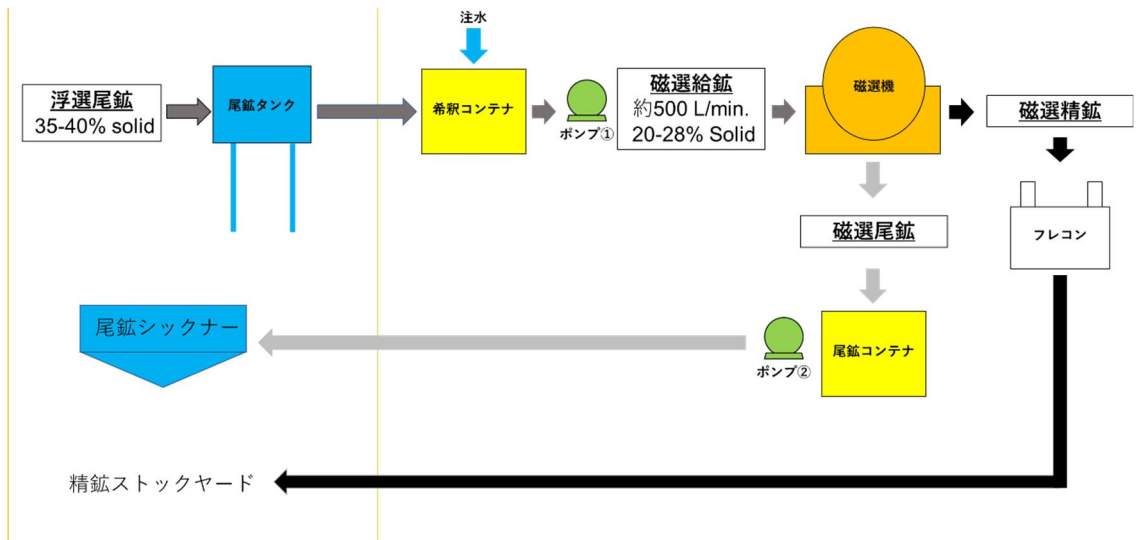 注水
浮選尾鉱
35-40% solid
尾鉱タンク
希釈コンテナ
ポンプ①
磁選給鉱
約500 L/min.
20-28% Solid
磁選機
磁選精鉱
磁選尾鉱
フレコン
尾鉱シックナー
ポンプ②
尾鉱コンテナ
精鉱ストックヤード